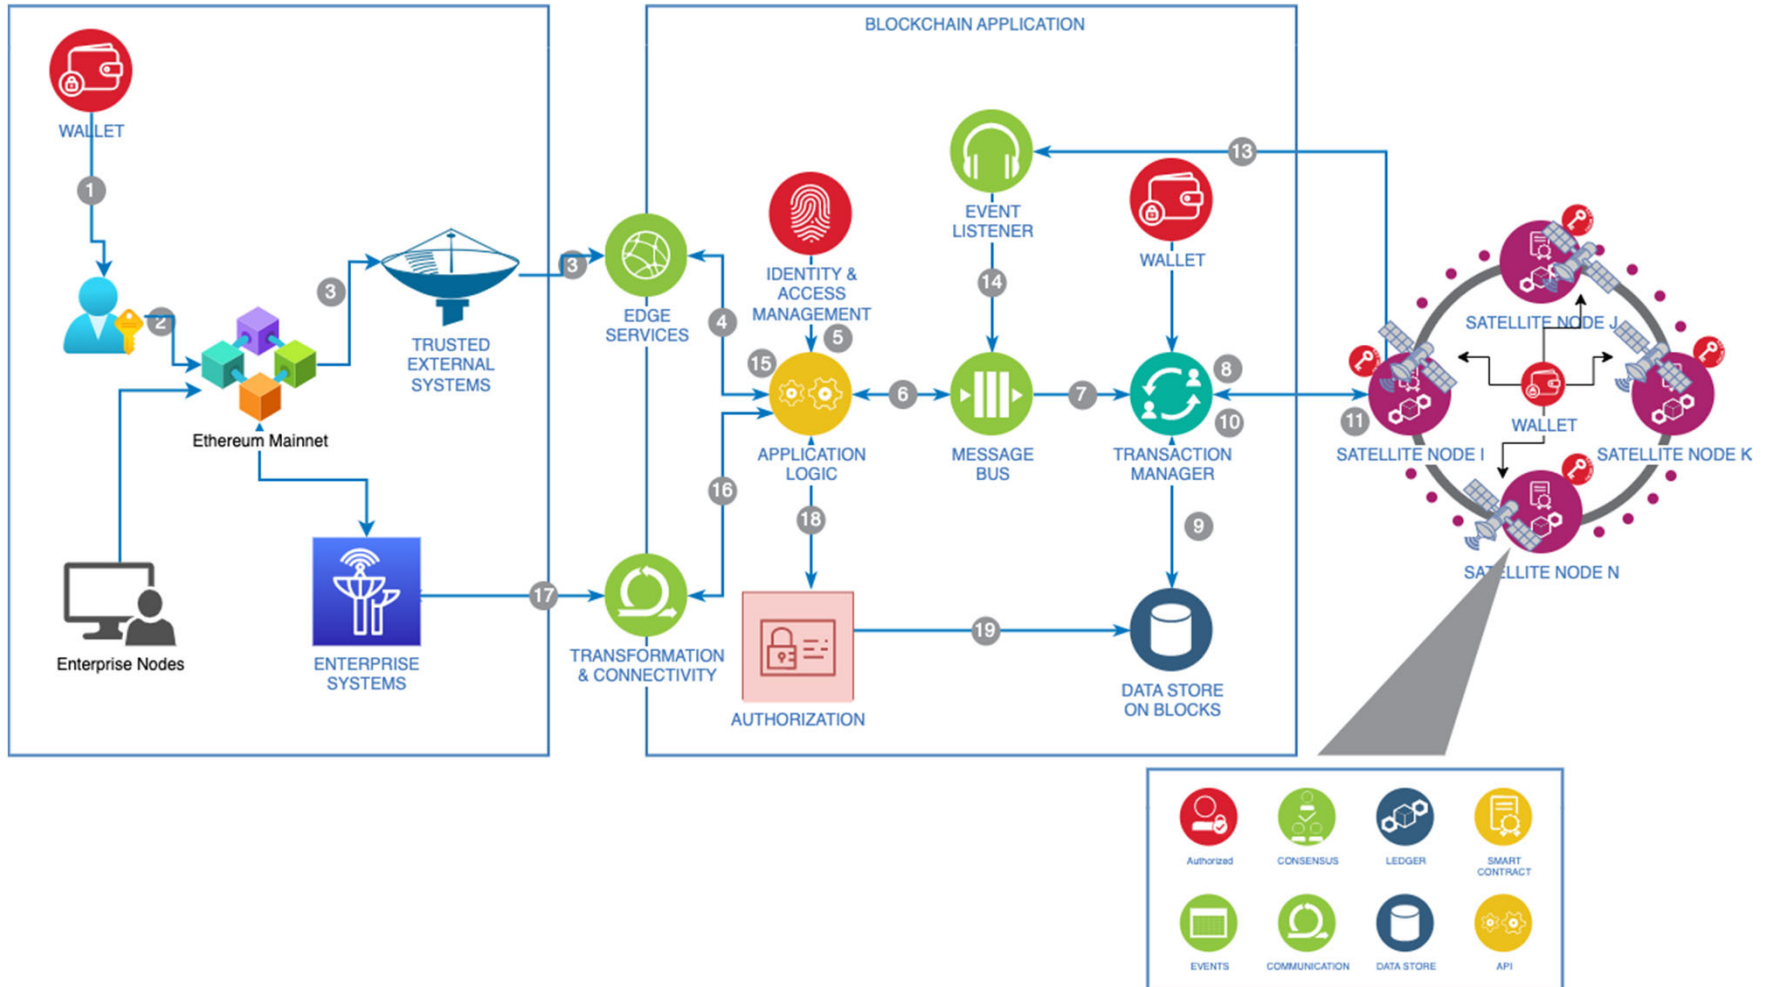 BLOCKCHAIN APPLICATION
WALLET
1
2
3
TRUSTED
EXTERNAL
SYSTEMS
Ethereum Mainnet
Enterprise Nodes
ENTERPRISE
SYSTEMS
3
EDGE
SERVICES
4
IDENTITY &
ACCESS
MANAGEMENT
5
15
APPLICATION
LOGIC
16
17
TRANSFORMATION
& CONNECTIVITY
18
AUTHORIZATION
19
6
EVENT
LISTENER
13
14
MESSAGE
BUS
7
WALLET
8
10
TRANSACTION
MANAGER
9
DATA STORE
ON BLOCKS
11
SATELLITE NODE J
SATELLITE NODE I
WALLET
SATELLITE NODE K
SATELLITE NODE N
Authorized
CONSENSUS
LEDGER
SMART
CONTRACT
EVENTS
COMMUNICATION
DATA STORE
API